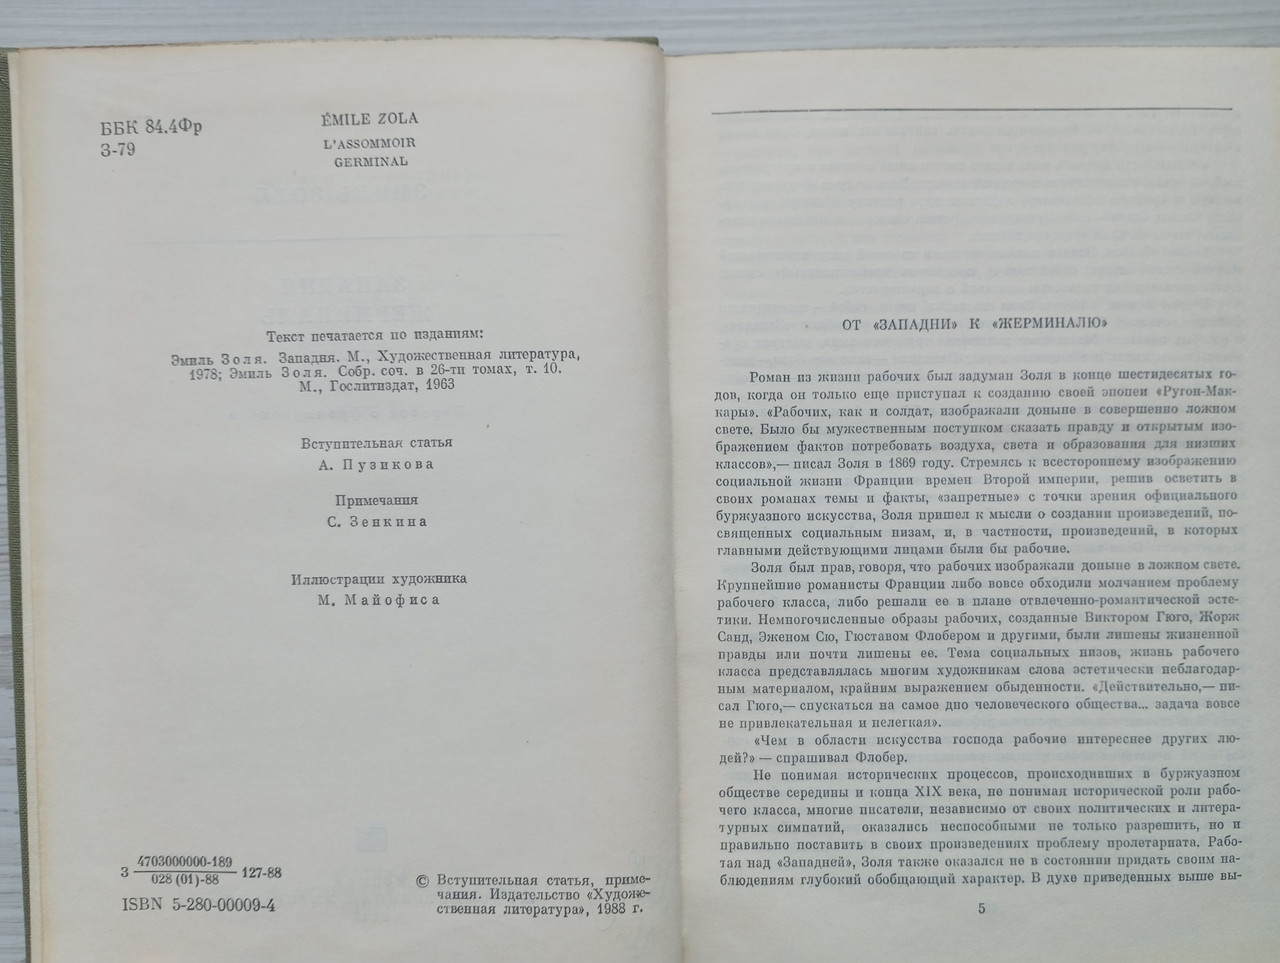 ББК 84.4Фр
З-79
ÉMILE ZOLA
L'ASSOMMOIR
GERMINAL
Текст печатается по изданиям:
Эмиль Золя. Западня. М., Художественная литература,
1978; Эмиль Золя. Собр. соч. в 26-ти томах, т. 10.
М., Гослитиздат, 1963
Вступительная статья
А. Пузикова
Примечания
С. Зенкина
Иллюстрации художника
М. Майофиса
З 4703000000-189 127-88
028 (01)-88
ISBN 5-280-00009-4
© Вступительная статья, приме-
чания. Издательство «Художе-
ственная литература», 1988 г.
ОТ «ЗАПАДНИ» К «ЖЕРМИНАЛЮ»
Роман из жизни рабочих был задуман Золя в конце шестидесятых го-
дов, когда он только еще приступал к созданию своей эпопеи «Ругон-Мак-
кары». «Рабочих, как и солдат, изображали доныне в совершенно ложном
свете. Было бы мужественным поступком сказать правду и открытым изо-
бражением фактов потребовать воздуха, света и образования для низших
классов»,— писал Золя в 1869 году. Стремясь к всестороннему изображению
социальной жизни Франции времен Второй империи, решив осветить в
своих романах темы и факты, «запретные» с точки зрения официального
буржуазного искусства, Золя пришел к мысли о создании произведений, по-
священных социальным низам, и, в частности, произведений, в которых
главными действующими лицами были бы рабочие.
Золя был прав, говоря, что рабочих изображали доныне в ложном свете.
Крупнейшие романисты Франции либо вовсе обходили молчанием проблему
рабочего класса, либо решали ее в плане отвлеченно-романтической эсте-
тики. Немногочисленные образы рабочих, созданные Виктором Гюго, Жорж
Санд, Эженом Сю, Гюставом Флобером и другими, были лишены жизненной
правды или почти лишены ее. Тема социальных низов, жизнь рабочего
класса представлялась многим художникам слова эстетически неблагодар-
ным материалом, крайним выражением обыденности. «Действительно,— пи-
сал Гюго,— спускаться на самое дно человеческого общества... задача вовсе
не привлекательная и нелегкая».
«Чем в области искусства господа рабочие интереснее других лю-
дей?» — спрашивал Флобер.
Не понимая исторических процессов, происходивших в буржуазном
обществе середины и конца XIX века, не понимая исторической роли рабо-
чего класса, многие писатели, независимо от своих политических и литера-
турных симпатий, оказались неспособными не только разрешить, но и
правильно поставить в своих произведениях проблему пролетариата. Рабо-
тая над «Западней», Золя также оказался не в состоянии придать своим на-
блюдениям глубокий обобщающий характер. В духе приведенных выше вы-
5